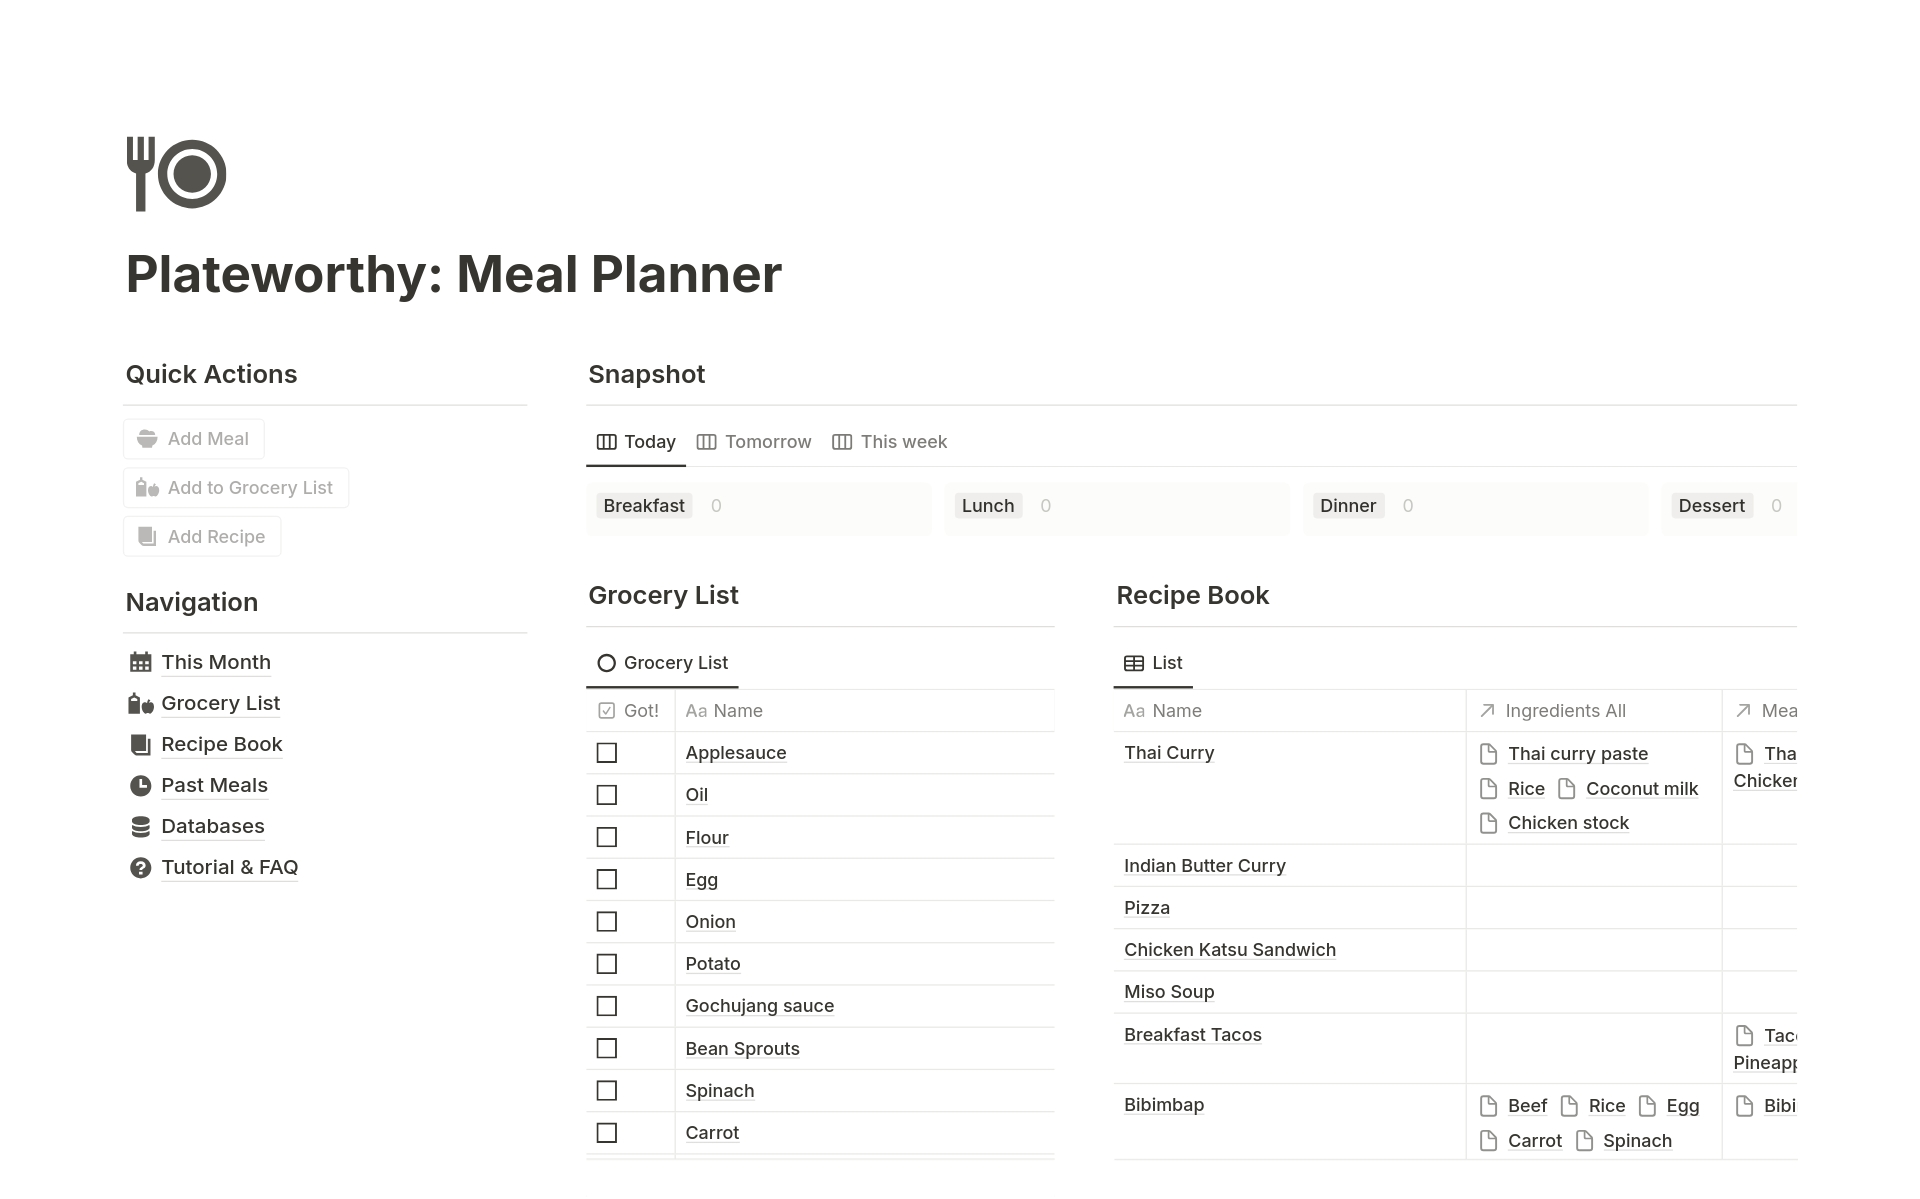 Plateworthy: Meal Planner
Quick Actions
Add Meal
Add to Grocery List
Add Recipe
Navigation
This Month
Grocery List
Recipe Book
Past Meals
Databases
Tutorial & FAQ
Snapshot
Today Tomorrow This week
Breakfast 0 Lunch 0 Dinner 0 Dessert 0
Grocery List
Grocery List
Got! Aa Name
Applesauce
Oil
Flour
Egg
Onion
Potato
Gochujang sauce
Bean Sprouts
Spinach
Carrot
Recipe Book
List
Aa Name Ingredients All Mea
Thai Curry Thai curry paste Tha
Rice Coconut milk Chicken
Chicken stock
Indian Butter Curry
Pizza
Chicken Katsu Sandwich
Miso Soup
Breakfast Tacos Tac
Pineapp
Bibimbap Beef Rice Egg Bibi
Carrot Spinach